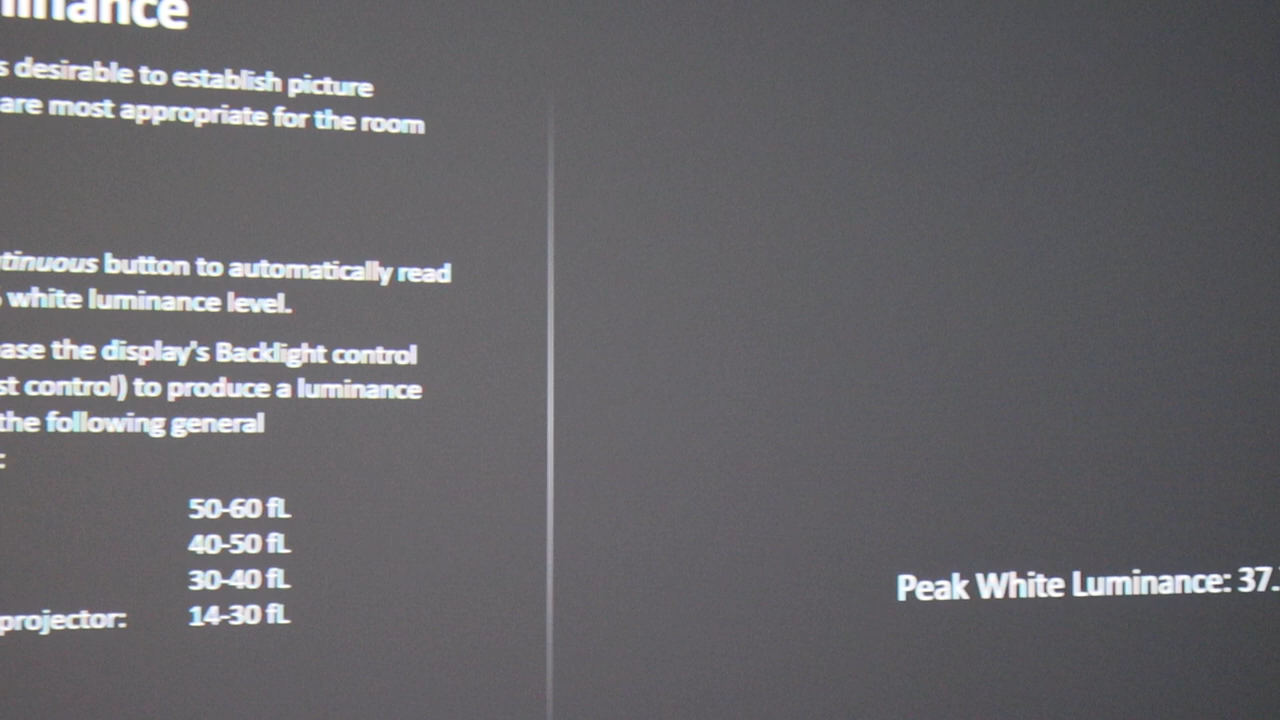 s desirable to establish picture
are most appropriate for the room
tinuous button to automatically read
white luminance level.
ase the display's Backlight control
st control) to produce a luminance
the following general
:
50-60 fL
40-50 fL
30-40 fL
projector: 14-30 fL
Peak White Luminance: 37.